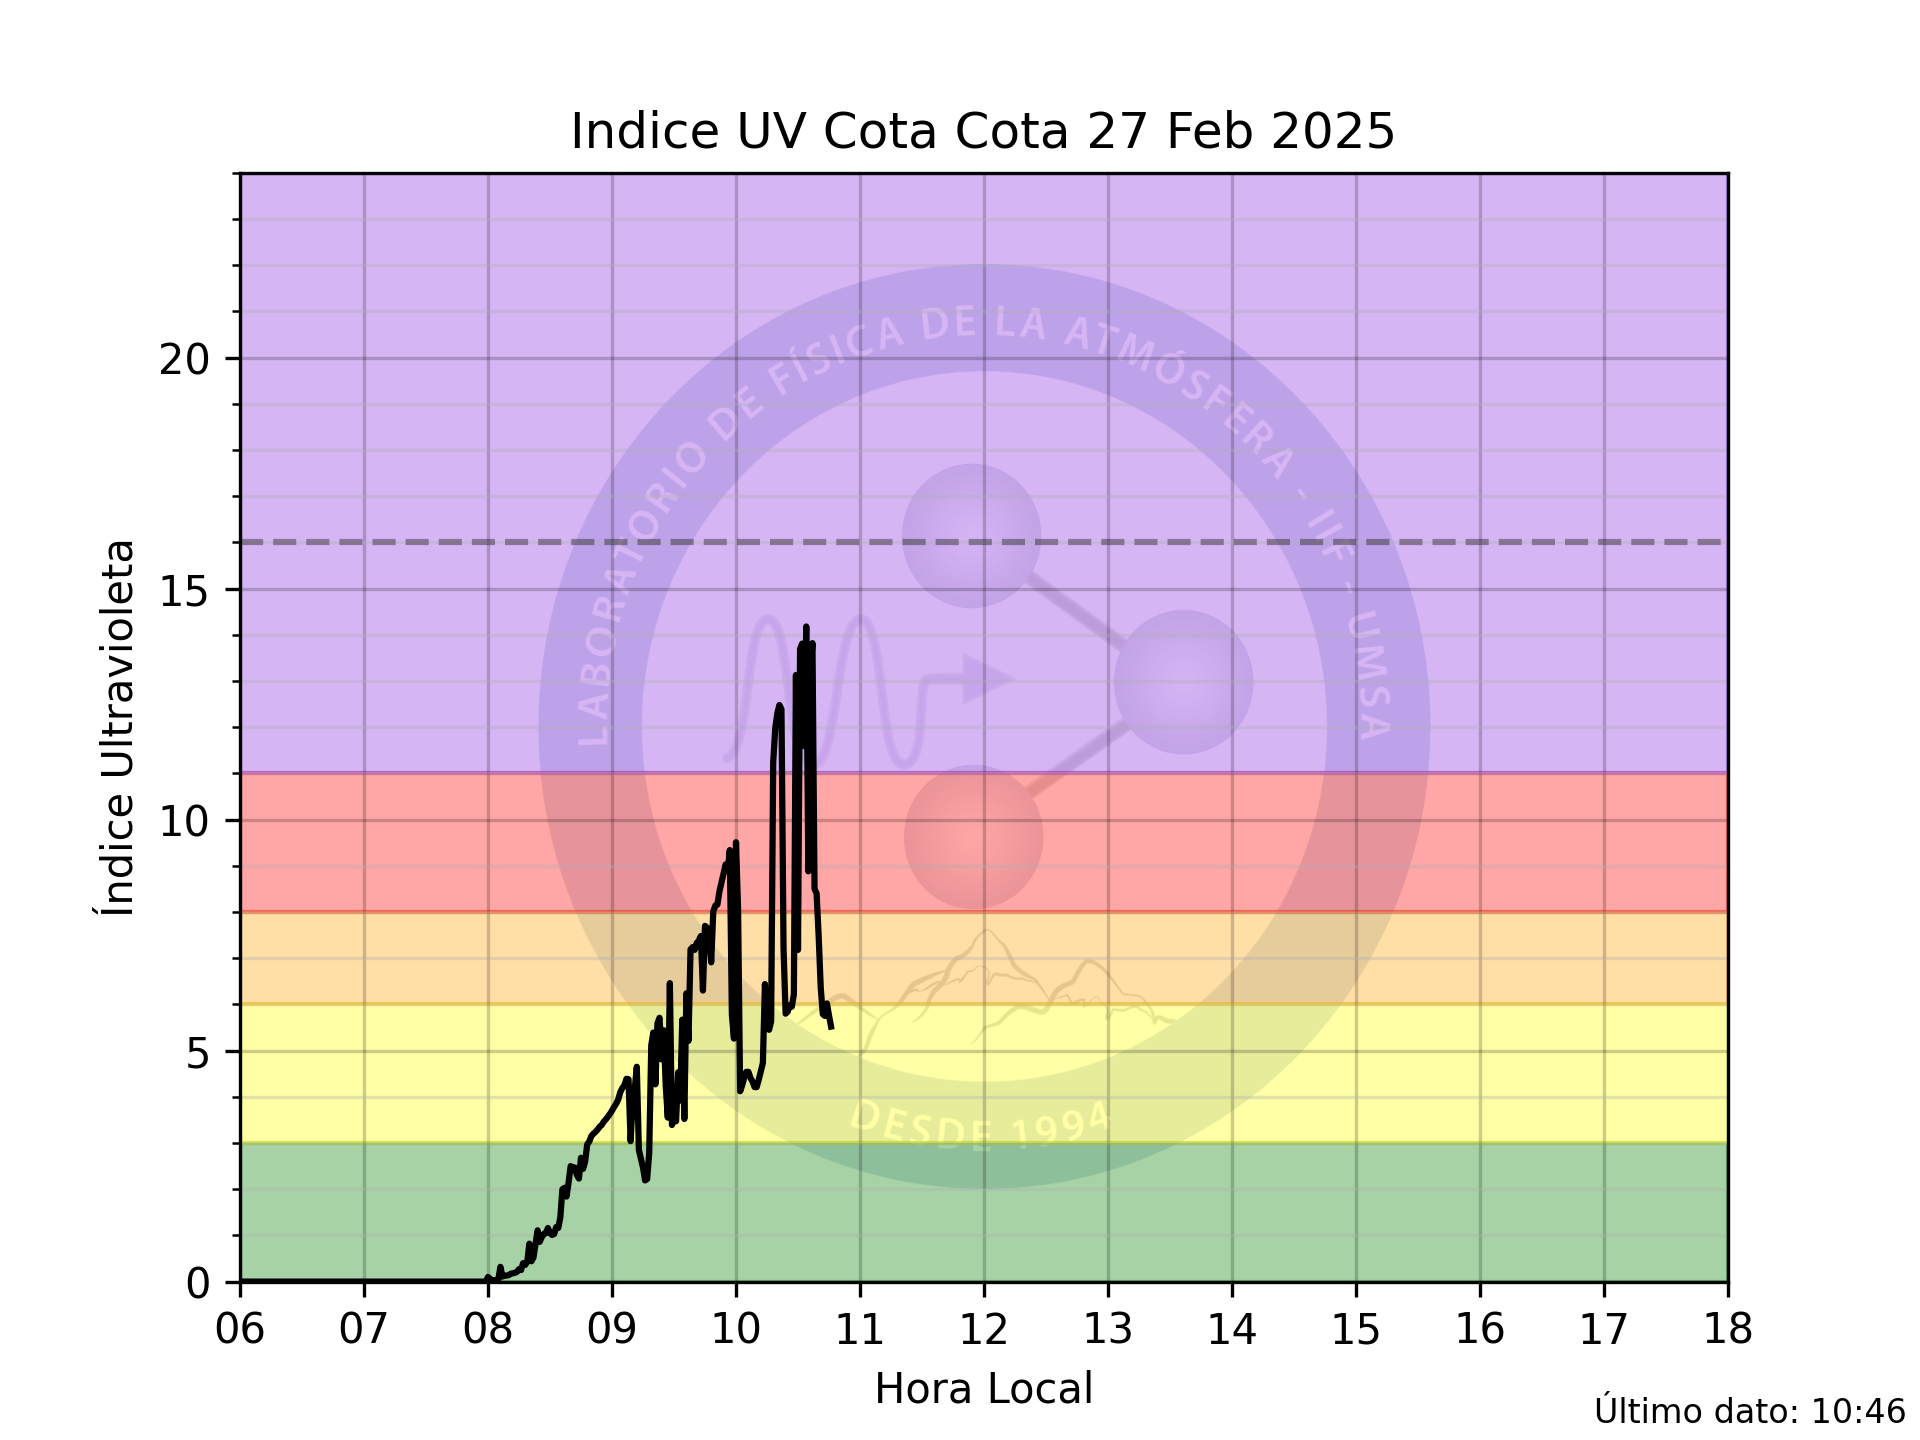 Indice UV Cota Cota 27 Feb 2025
Índice Ultravioleta
20
15
10
5
0
LABORATORIO DE FÍSICA DE LA ATMÓSFERA - IIF - UMSA
DESDE 1994
06 07 08 09 10 11 12 13 14 15 16 17 18
Hora Local
Último dato: 10:46